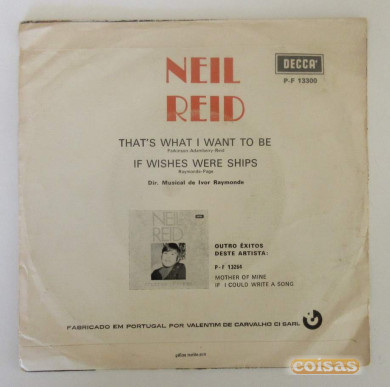 NEIL
REID
DECCA
P-F 13300
THAT'S WHAT I WANT TO BE
IF WISHES WERE SHIPS
Dir. Musical de Ivor Raymonde
NEIL
REID
OUTRO ÊXITOS
DESTE ARTISTA:
P-F 13264
MOTHER OF MINE
IF I COULD WRITE A SONG
FABRICADO EM PORTUGAL POR VALENTIM DE CARVALHO CI SARL
coisas